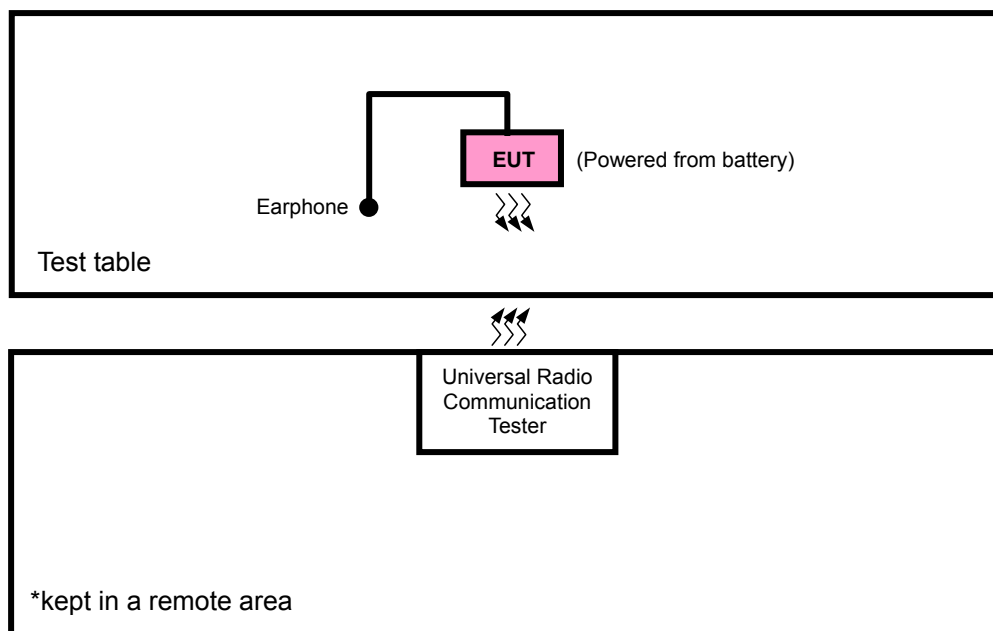 EUT (Powered from battery)
Earphone
Test table
Universal Radio
Communication
Tester
*kept in a remote area